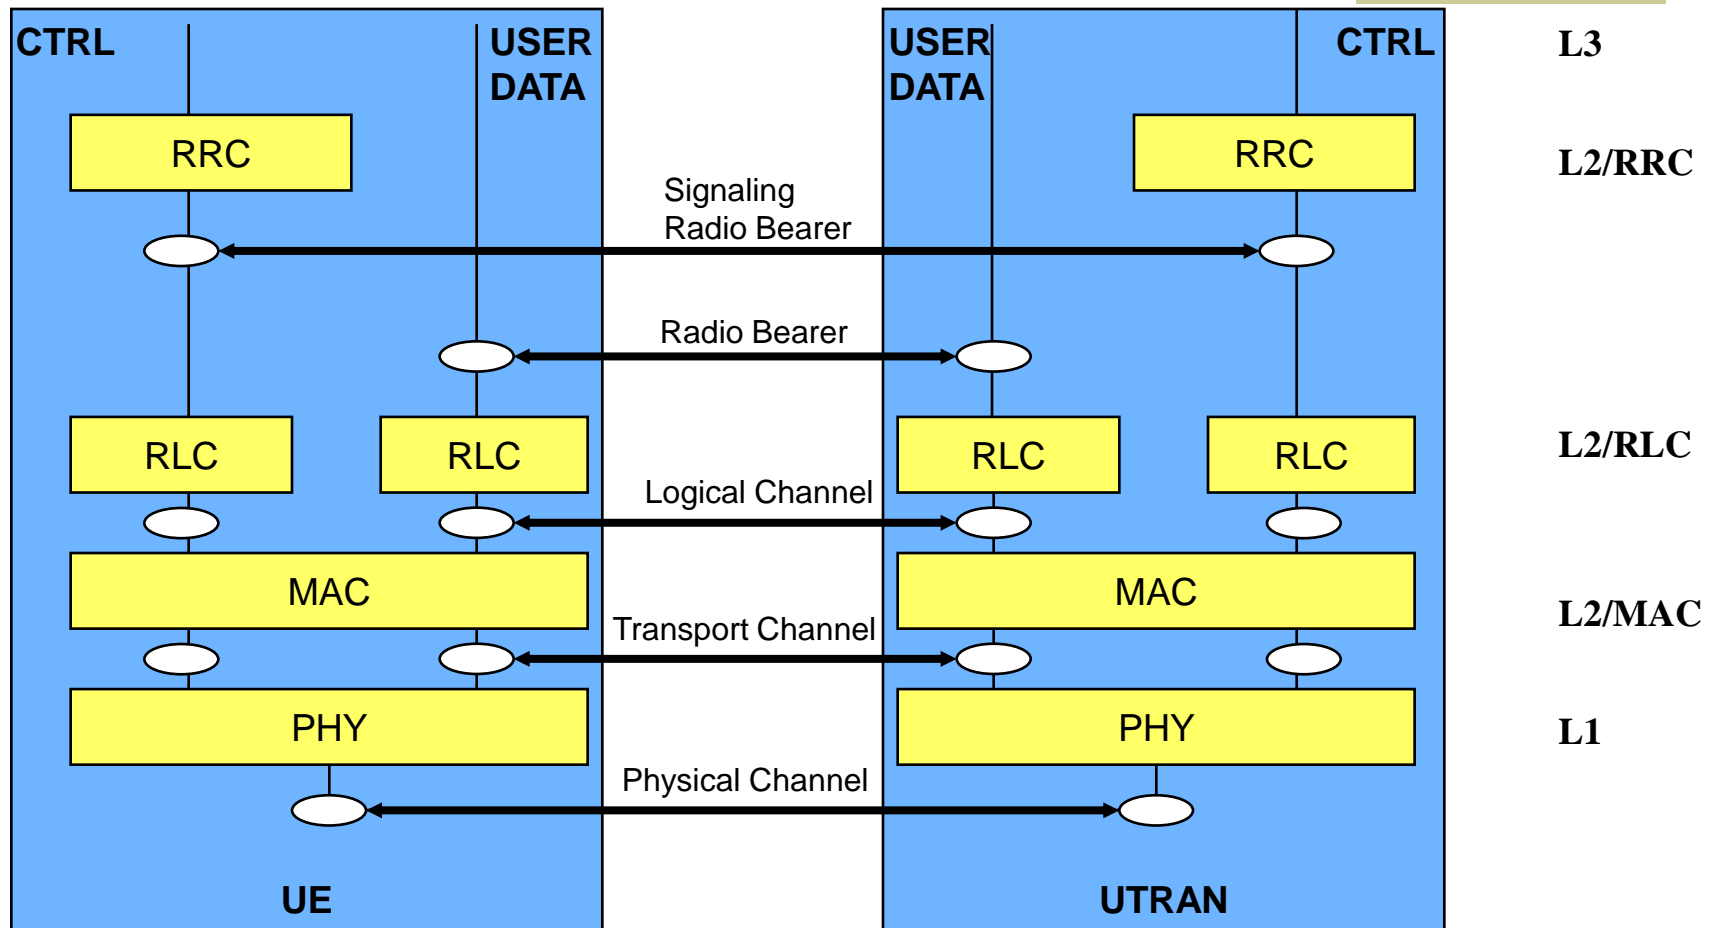 CTRL
USER
DATA
USER
DATA
CTRL
L3
RRC
RRC
L2/RRC
Signaling
Radio Bearer
Radio Bearer
RLC
RLC
RLC
RLC
L2/RLC
Logical Channel
MAC
MAC
L2/MAC
Transport Channel
PHY
PHY
L1
Physical Channel
UE
UTRAN